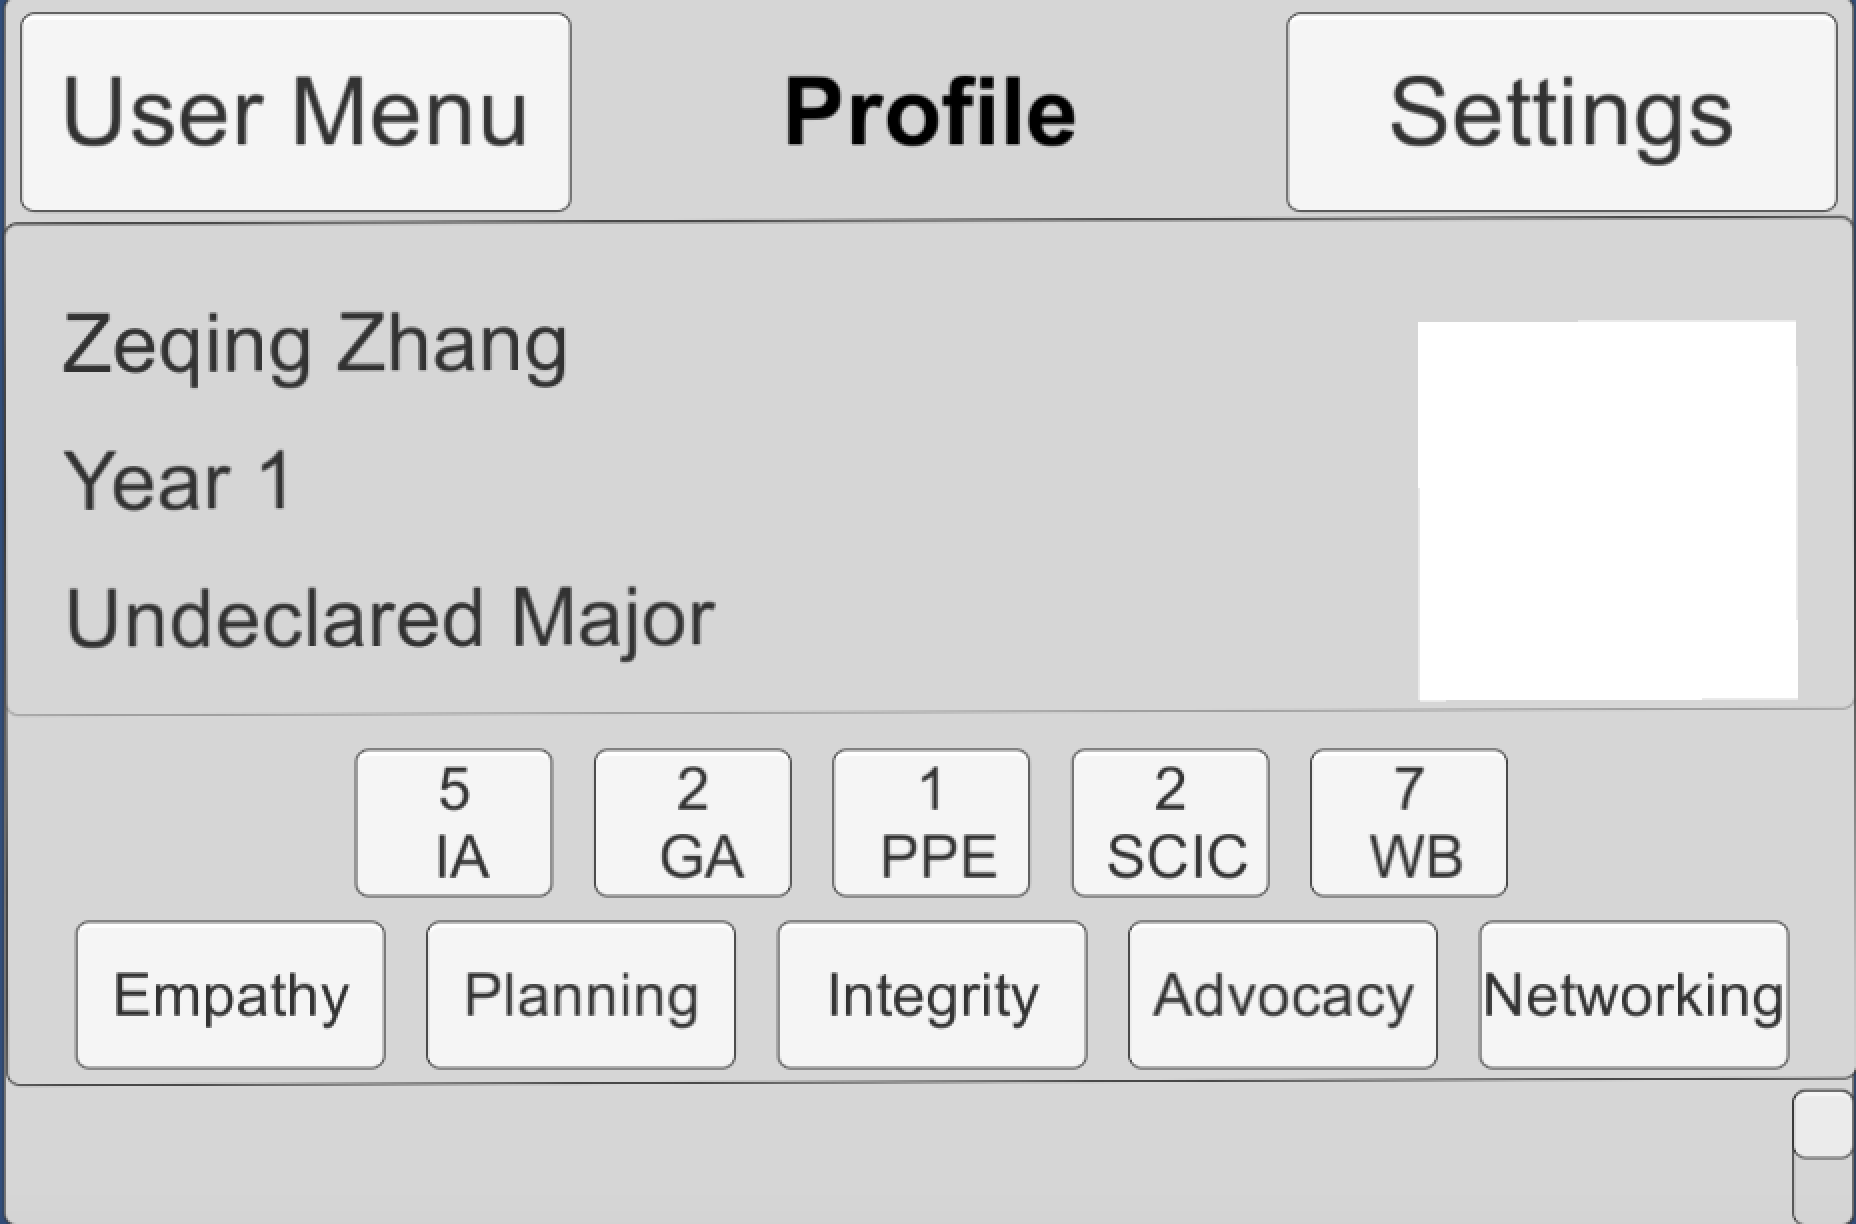 User Menu
Profile
Settings
Zeqing Zhang
Year 1
Undeclared Major
5
IA
2
GA
1
PPE
2
SCIC
7
WB
Empathy
Planning
Integrity
Advocacy
Networking